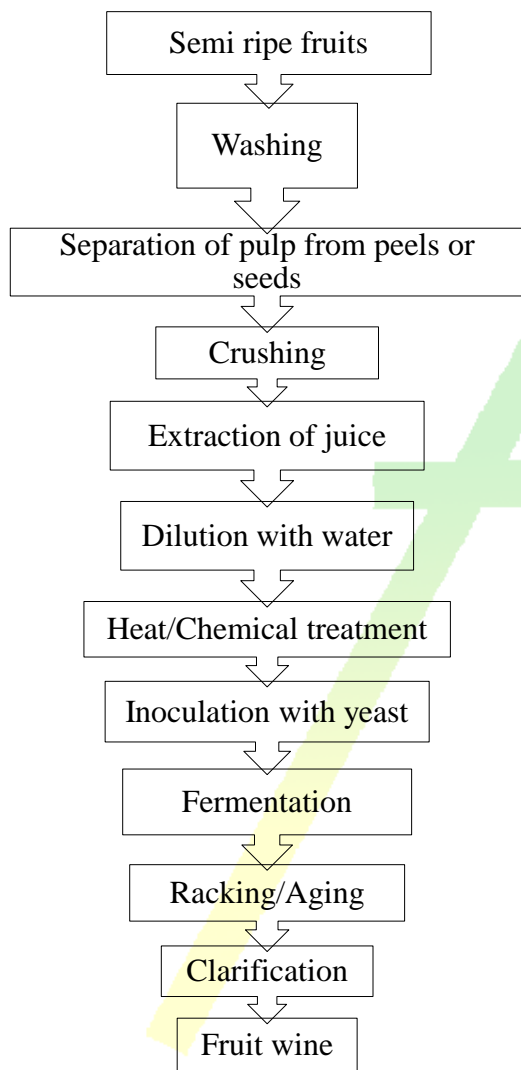 Semi ripe fruits
Washing
Separation of pulp from peels or
seeds
Crushing
Extraction of juice
Dilution with water
Heat/Chemical treatment
Inoculation with yeast
Fermentation
Racking/Aging
Clarification
Fruit wine